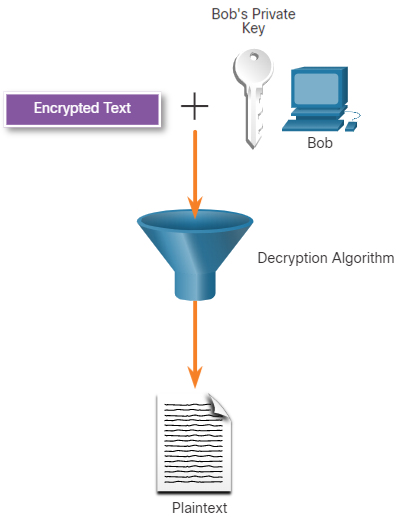 Bob's Private
Key
Encrypted Text
Bob
Decryption Algorithm
Plaintext